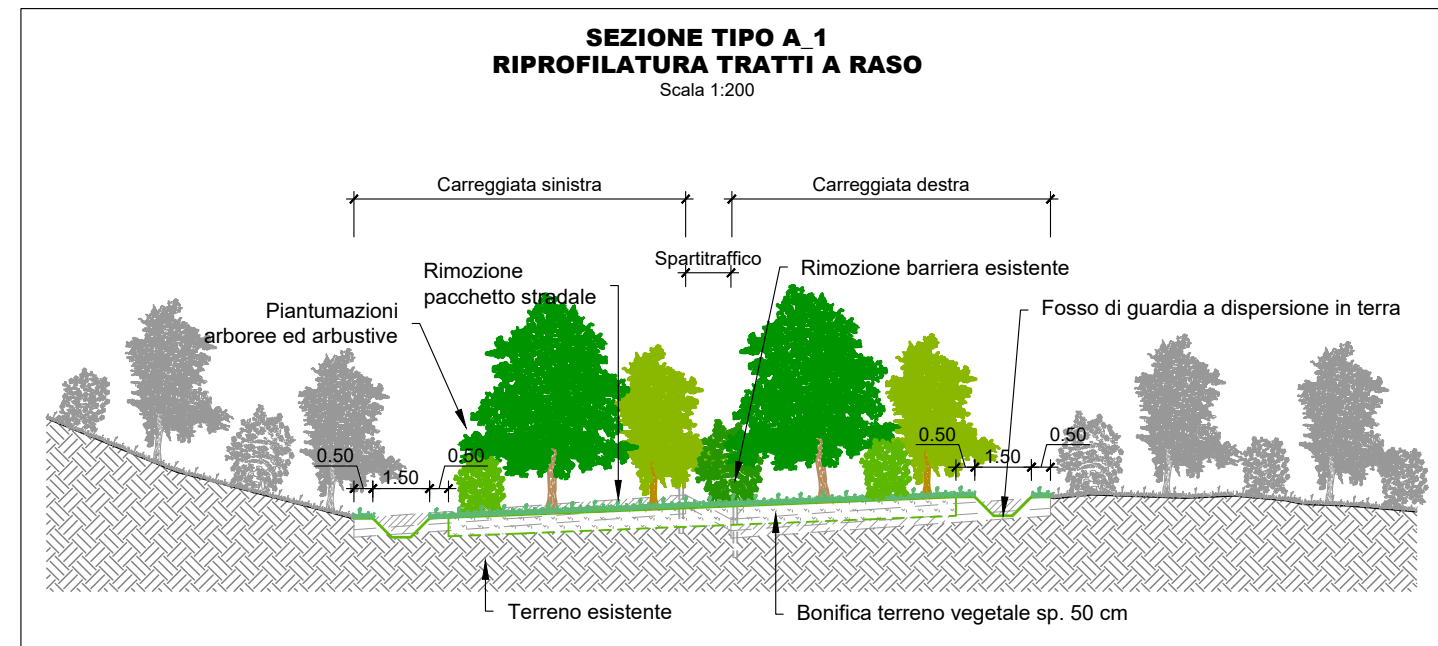 SEZIONE TIPO A_1
RIPROFILATURA TRATTI A RASO
Scala 1:200
Carreggiata sinistra
Carreggiata destra
Spartitraffico
Rimozione
pacchetto stradale
Rimozione barriera esistente
Piantumazioni
arboree ed arbustive
Fosso di guardia a dispersione in terra
0.50
1.50
0.50
0.50
1.50
0.50
Terreno esistente
Bonifica terreno vegetale sp. 50 cm